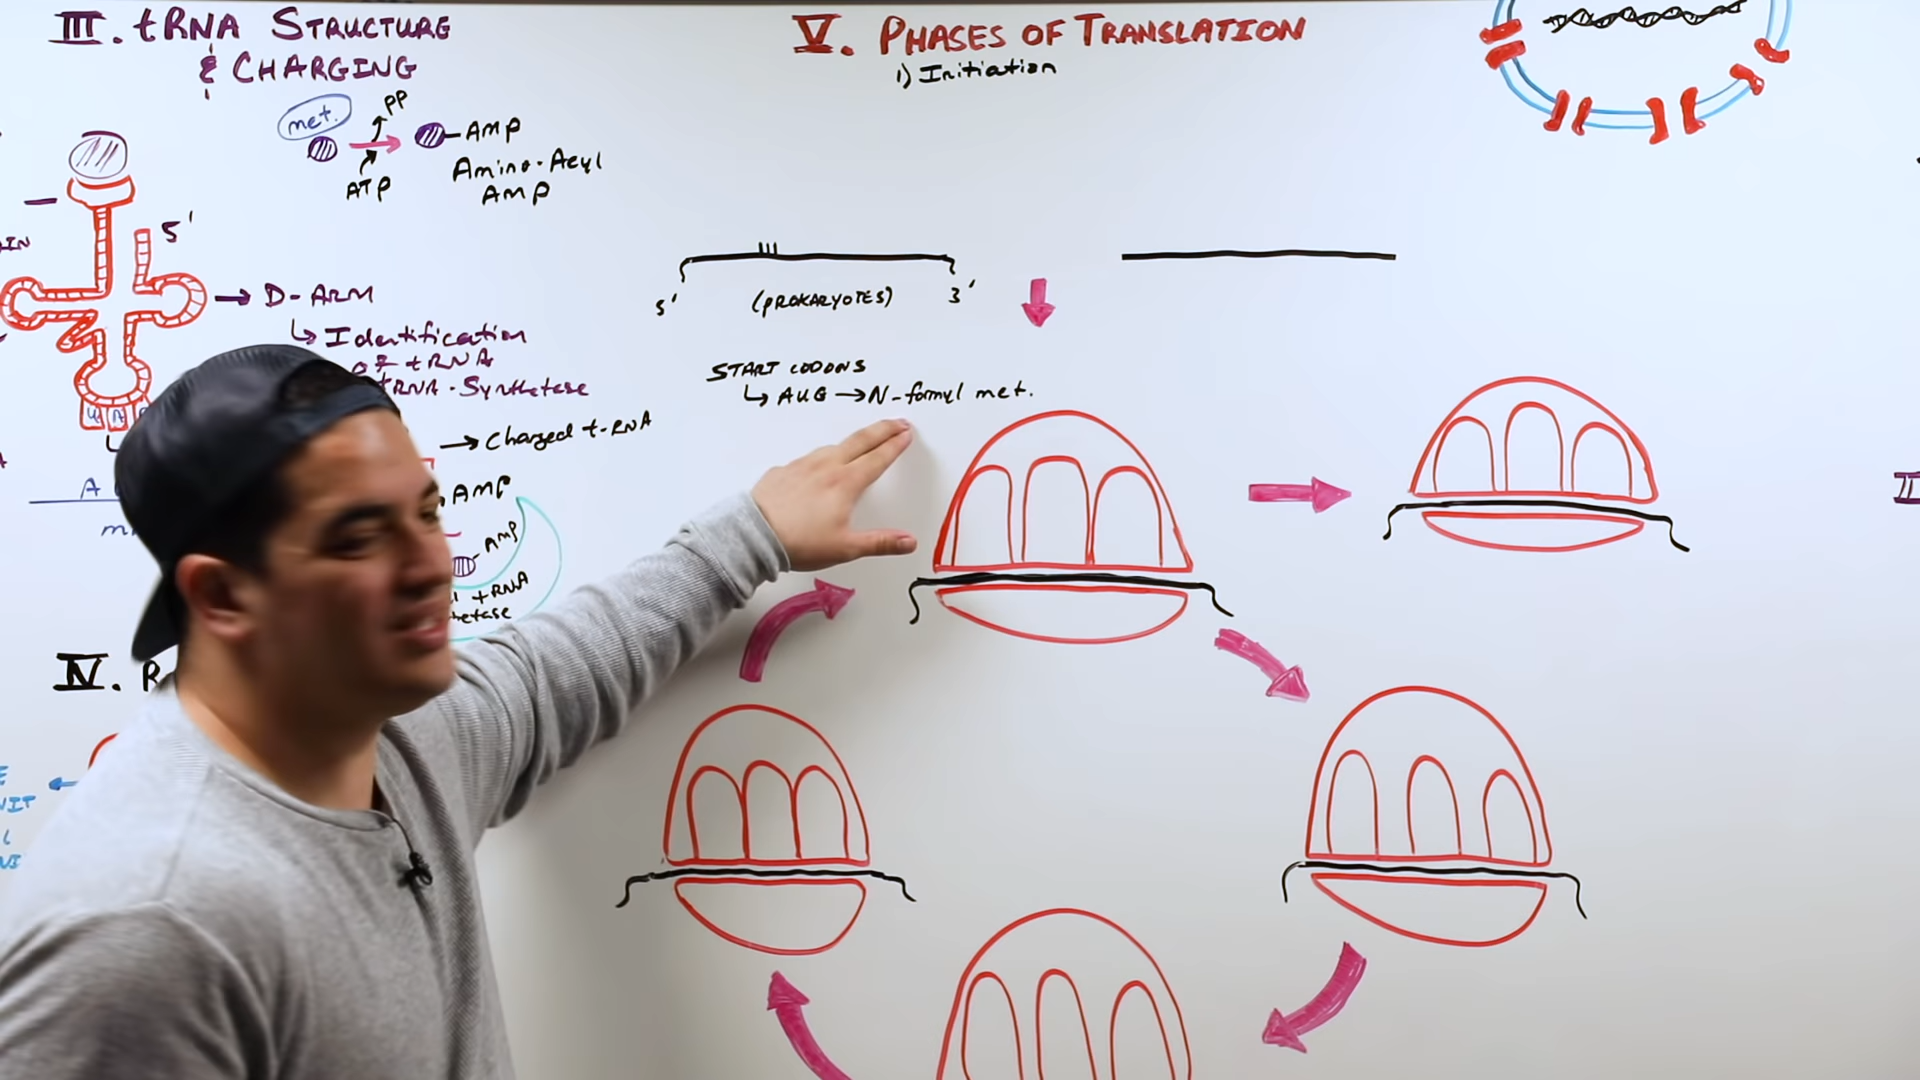 III. tRNA STRUCTURE
& CHARGING
met.
PP
ATP
AMP
Amino-Acyl
AMP
5'
D-ARM
Identification
of tRNA
tRNA-Synthetase
Charged t-RNA
AMP
AMP
tRNA
IV. R
V. PHASES OF TRANSLATION
1) Initiation
5'
(PROKARYOTES)
3'
START CODONS
AUG → N-formyl met.